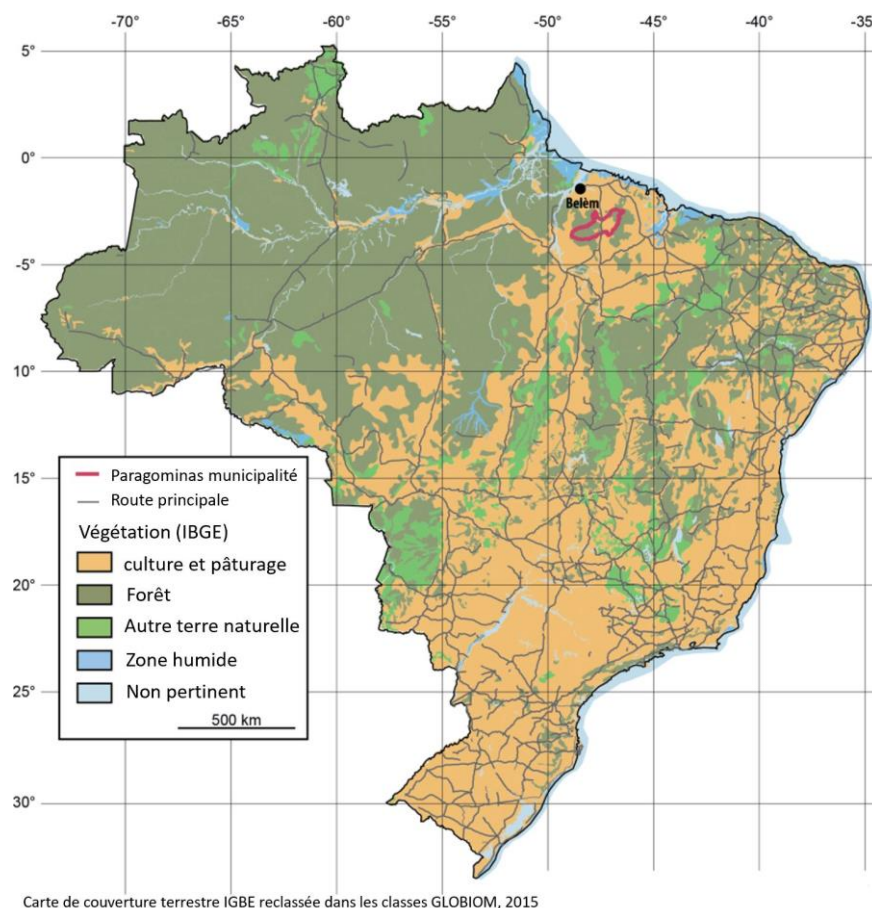 -70° -65° -60° -55° -50° -45° -40° -35°
5°
0°
Belèm
-5°
10°
15°
Paragominas municipalité
Route principale
Végétation (IBGE)
culture et pâturage
20°
Forêt
Autre terre naturelle
Zone humide
25°
Non pertinent
500 km
30°
Carte de couverture terrestre IGBE reclassée dans les classes GLOBIOM, 2015